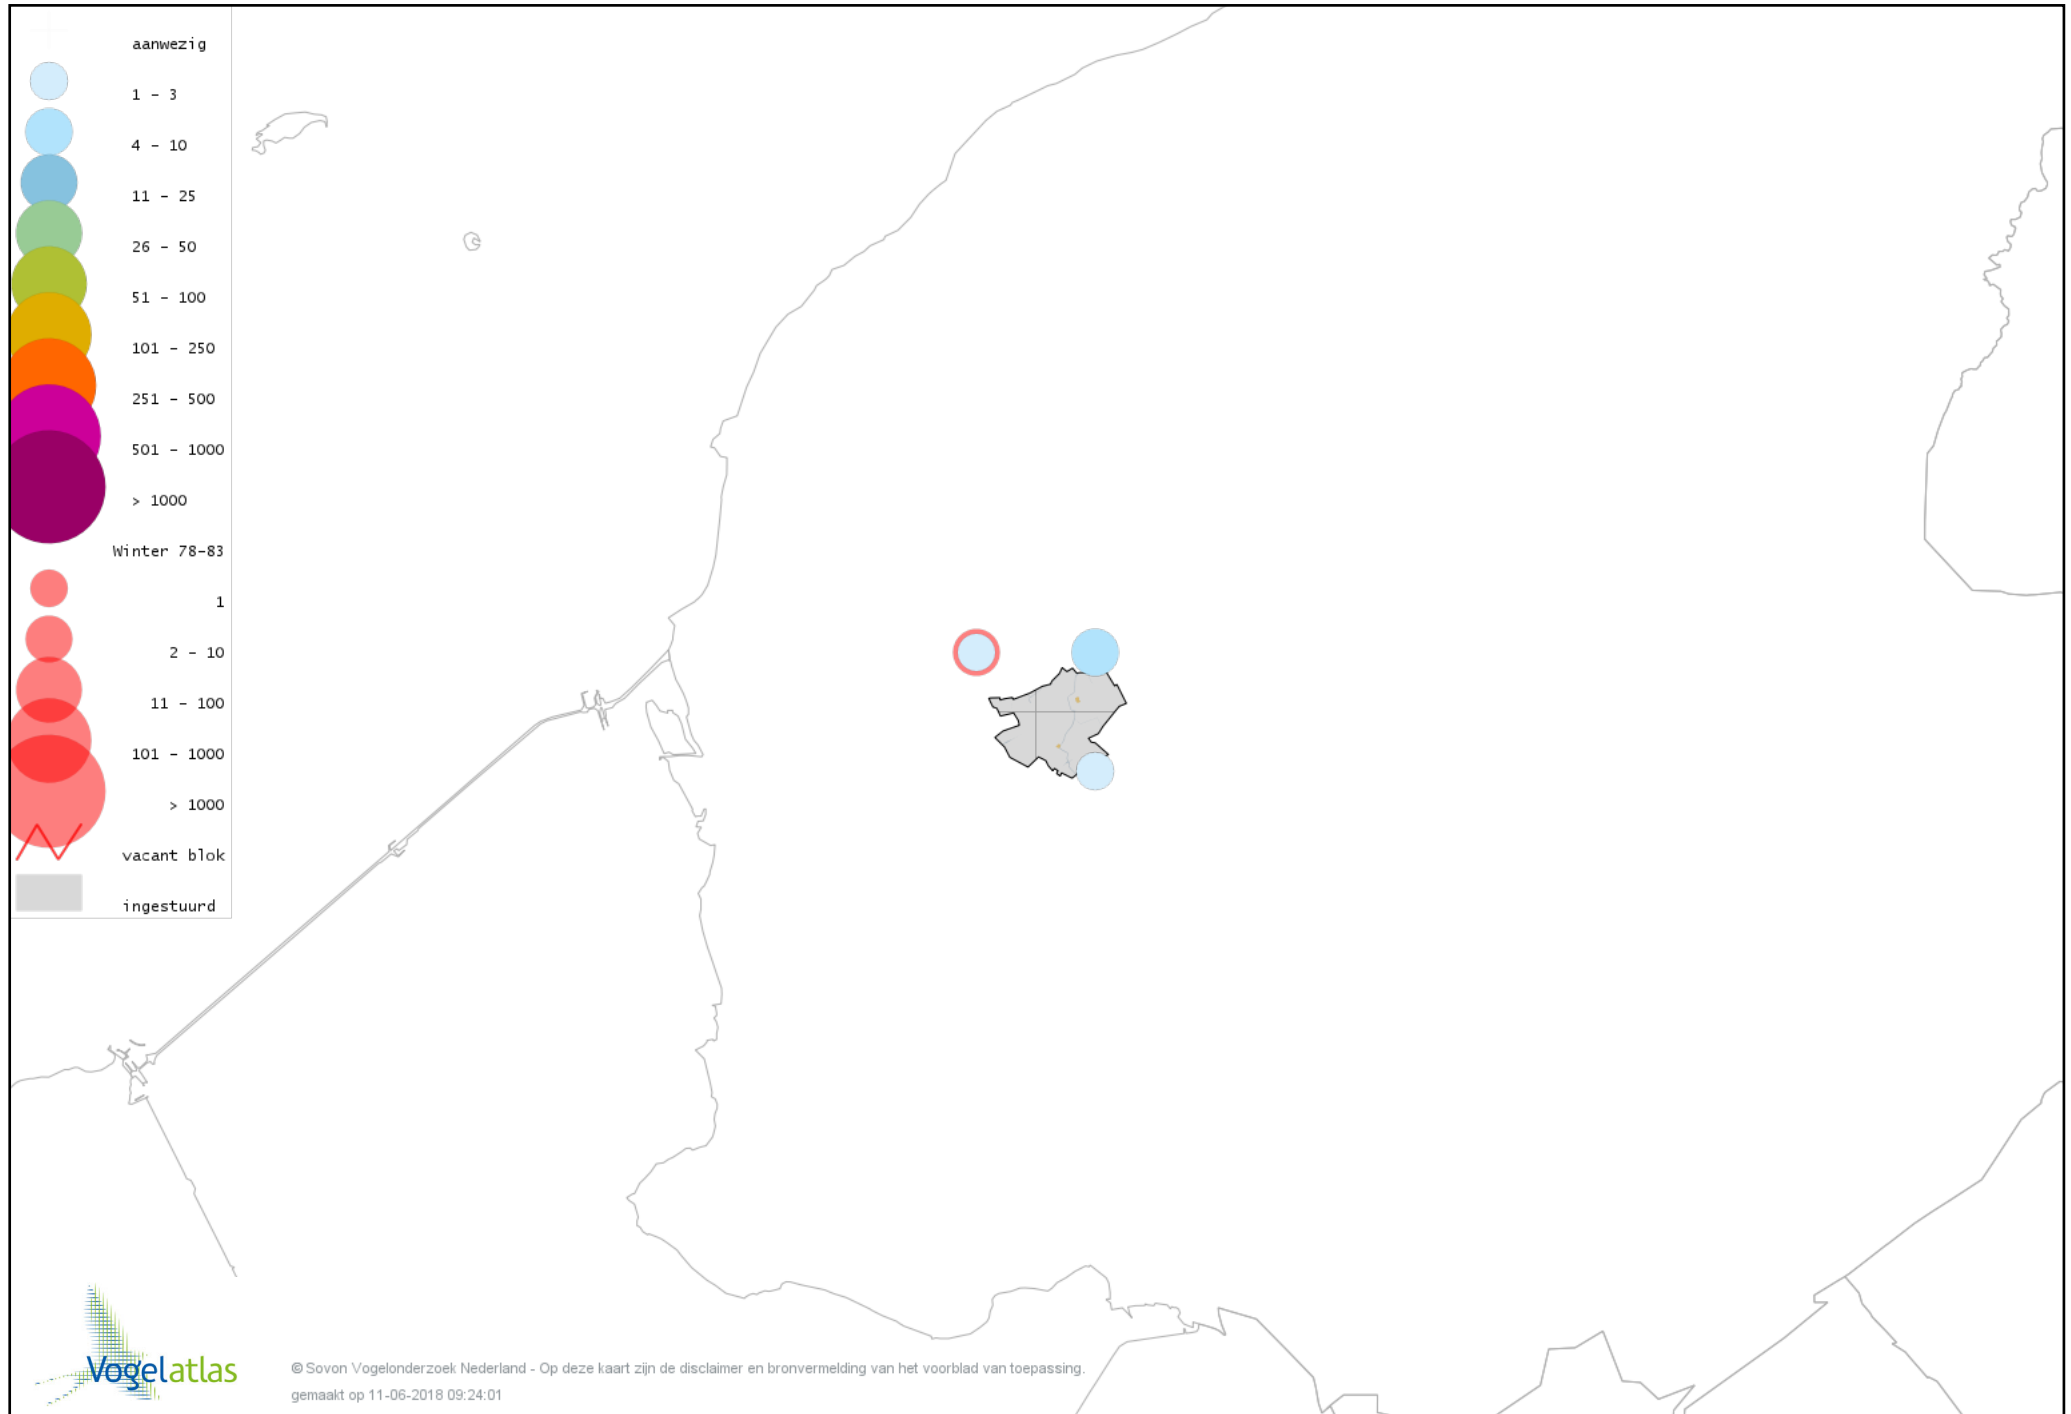 aanwezig
1 - 3
4 - 10
11 - 25
26 - 50
51 - 100
101 - 250
251 - 500
501 - 1000
> 1000
Winter 78-83
1
2 - 10
11 - 100
101 - 1000
> 1000
vacant blok
ingestuurd
Vogelatlas
© Sovon Vogelonderzoek Nederland - Op deze kaart zijn de disclaimer en bronvermelding van het voorblad van toepassing.
gemaakt op 11-06-2018 09:24:01